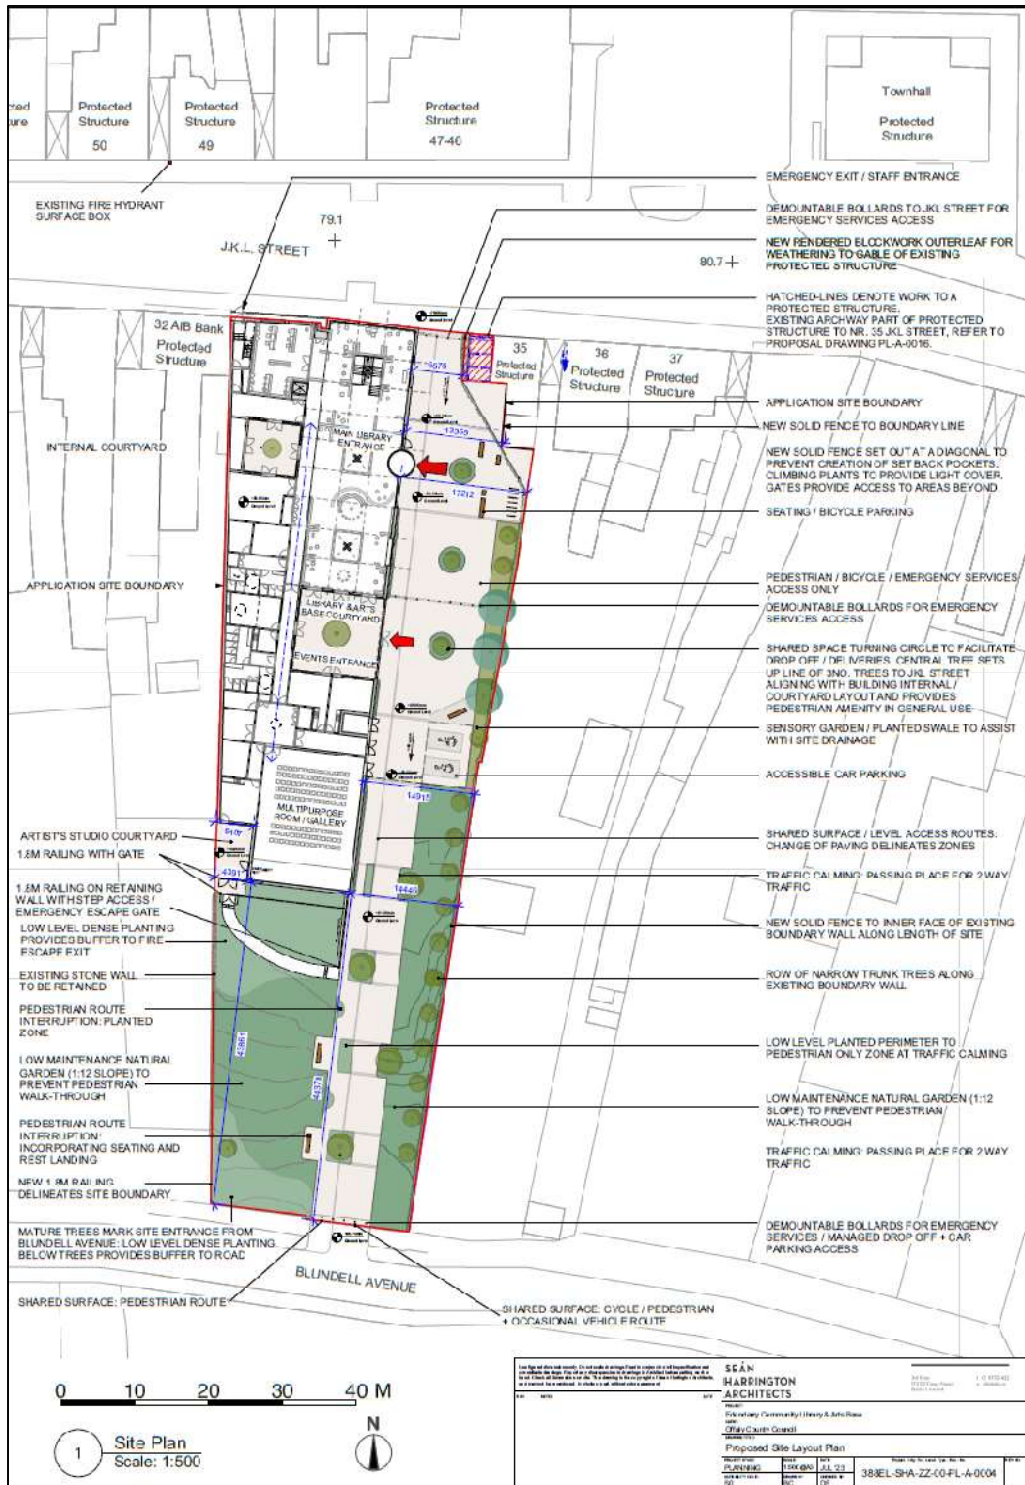 Protected
Structure
50
Protected
Structure
49
Protected
Structure
47-46
Townhall
Protected
Structure
EXISTING FIRE HYDRANT
SURFACE BOX
79.1
J.K.L. STREET
80.7
32 AIB Bank
Protected
Structure
35
Protected
Structure
36
Protected
Structure
37
Protected
Structure
EMERGENCY EXIT / STAFF ENTRANCE
DEMOUNTABLE BOLLARDS TO JKL STREET FOR
EMERGENCY SERVICES ACCESS
NEW RENDERED BLOCKWORK OUTERLEAF FOR
WEATHERING TO GABLE OF EXISTING
PROTECTED STRUCTURE
HATCHED-LINES DENOTE WORK TO A
PROTECTED STRUCTURE.
EXISTING ARCHWAY PART OF PROTECTED
STRUCTURE TO NR. 35 JKL STREET, REFER TO
PROPOSAL DRAWING PL-A-0016.
APPLICATION SITE BOUNDARY
NEW SOLID FENCE TO BOUNDARY LINE
NEW SOLID FENCE SET OUT AT A DIAGONAL TO
PREVENT CREATION OF SET BACK POCKETS.
CLIMBING PLANTS TO PROVIDE LIGHT COVER.
GATES PROVIDE ACCESS TO AREAS BEYOND
SEATING / BICYCLE PARKING
PEDESTRIAN / BICYCLE / EMERGENCY SERVICES
ACCESS ONLY
DEMOUNTABLE BOLLARDS FOR EMERGENCY
SERVICES ACCESS
SHARED SPACE TURNING CIRCLE TO FACILITATE
DROP OFF / DELIVERIES. CENTRAL TREE SETS
UP LINE OF 3NO. TREES TO JKL STREET
ALIGNING WITH BUILDING INTERNAL /
COURTYARD LAYOUT AND PROVIDES
PEDESTRIAN AMENITY IN GENERAL USE
SENSORY GARDEN / PLANTED SWALE TO ASSIST
WITH SITE DRAINAGE
ACCESSIBLE CAR PARKING
SHARED SURFACE / LEVEL ACCESS ROUTES.
CHANGE OF PAVING DELINEATES ZONES
TRAFFIC CALMING: PASSING PLACE FOR 2WAY
TRAFFIC
NEW SOLID FENCE TO INNER FACE OF EXISTING
BOUNDARY WALL ALONG LENGTH OF SITE
ROW OF NARROW TRUNK TREES ALONG
EXISTING BOUNDARY WALL
LOW LEVEL PLANTED PERIMETER TO
PEDESTRIAN ONLY ZONE AT TRAFFIC CALMING
LOW MAINTENANCE NATURAL GARDEN (1:12
SLOPE) TO PREVENT PEDESTRIAN
WALK-THROUGH
TRAFFIC CALMING: PASSING PLACE FOR 2WAY
TRAFFIC
DEMOUNTABLE BOLLARDS FOR EMERGENCY
SERVICES / MANAGED DROP OFF + CAR
PARKING ACCESS
INTERNAL COURTYARD
APPLICATION SITE BOUNDARY
MAIN LIBRARY
ENTRANCE
LIBRARY & ARTS
BASE COURTYARD
EVENTS ENTRANCE
MULTIPURPOSE
ROOM / GALLERY
13212
14915
14449
43861
44378
ARTIST'S STUDIO COURTYARD
1.8M RAILING WITH GATE
1.8M RAILING ON RETAINING
WALL WITH STEP ACCESS /
EMERGENCY ESCAPE GATE
LOW LEVEL DENSE PLANTING
PROVIDES BUFFER TO FIRE
ESCAPE EXIT
EXISTING STONE WALL
TO BE RETAINED
PEDESTRIAN ROUTE
INTERRUPTION: PLANTED
ZONE
LOW MAINTENANCE NATURAL
GARDEN (1:12 SLOPE) TO
PREVENT PEDESTRIAN
WALK-THROUGH
PEDESTRIAN ROUTE
INTERRUPTION:
INCORPORATING SEATING AND
REST LANDING
NEW 1.8M RAILING
DELINEATES SITE BOUNDARY
MATURE TREES MARK SITE ENTRANCE FROM
BLUNDELL AVENUE: LOW LEVEL DENSE PLANTING
BELOW TREES PROVIDES BUFFER TO ROAD
BLUNDELL AVENUE
SHARED SURFACE: PEDESTRIAN ROUTE
SHARED SURFACE: CYCLE / PEDESTRIAN
+ OCCASIONAL VEHICLE ROUTE
0 10 20 30 40 M
1
Site Plan
Scale: 1:500
N
SEÁN
HARRINGTON
ARCHITECTS
Edenderry Community Library & Arts Base
Offaly County Council
Proposed Site Layout Plan
PLANNING
JUL '23
388EL-SHA-ZZ-00-PL-A-0004